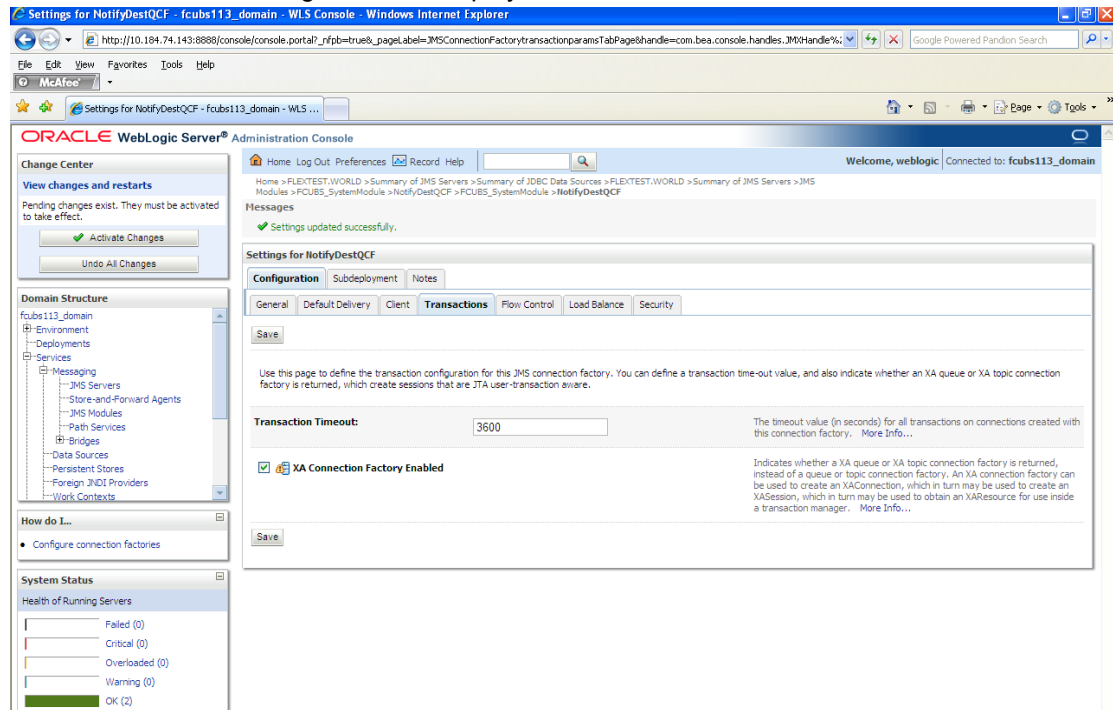 Settings for NotifyDestQCF - fcubs113_domain - WLS Console - Windows Internet Explorer
http://10.184.74.143:8888/console/console.portal?_nfpb=true&_pageLabel=JMSConnectionFactorytransactionparamsTabPage&handle=com.bea.console.handles.JMXHandle%
Google Powered Pandion Search
File Edit View Favorites Tools Help
McAfee
Settings for NotifyDestQCF - fcubs113_domain - WLS ...
Page Tools
ORACLE WebLogic Server® Administration Console
Change Center
View changes and restarts
Pending changes exist. They must be activated
to take effect.
Activate Changes
Undo All Changes
Domain Structure
fcubs113_domain
Environment
Deployments
Services
Messaging
JMS Servers
Store-and-Forward Agents
JMS Modules
Path Services
Bridges
Data Sources
Persistent Stores
Foreign JNDI Providers
Work Contexts
How do I...
Configure connection factories
System Status
Health of Running Servers
Failed (0)
Critical (0)
Overloaded (0)
Warning (0)
OK (2)
Home Log Out Preferences Record Help
Welcome, weblogic Connected to: fcubs113_domain
Home >FLEXTEST.WORLD >Summary of JMS Servers >Summary of JDBC Data Sources >FLEXTEST.WORLD >Summary of JMS Servers >JMS
Modules >FCUBS_SystemModule >NotifyDestQCF >FCUBS_SystemModule >NotifyDestQCF
Messages
Settings updated successfully.
Settings for NotifyDestQCF
Configuration Subdeployment Notes
General Default Delivery Client Transactions Flow Control Load Balance Security
Save
Use this page to define the transaction configuration for this JMS connection factory. You can define a transaction time-out value, and also indicate whether an XA queue or XA topic connection
factory is returned, which create sessions that are JTA user-transaction aware.
Transaction Timeout:
3600
The timeout value (in seconds) for all transactions on connections created with
this connection factory. More Info...
XA Connection Factory Enabled
Indicates whether a XA queue or XA topic connection factory is returned,
instead of a queue or topic connection factory. An XA connection factory can
be used to create an XAConnection, which in turn may be used to create an
XASession, which in turn may be used to obtain an XAResource for use inside
a transaction manager. More Info...
Save